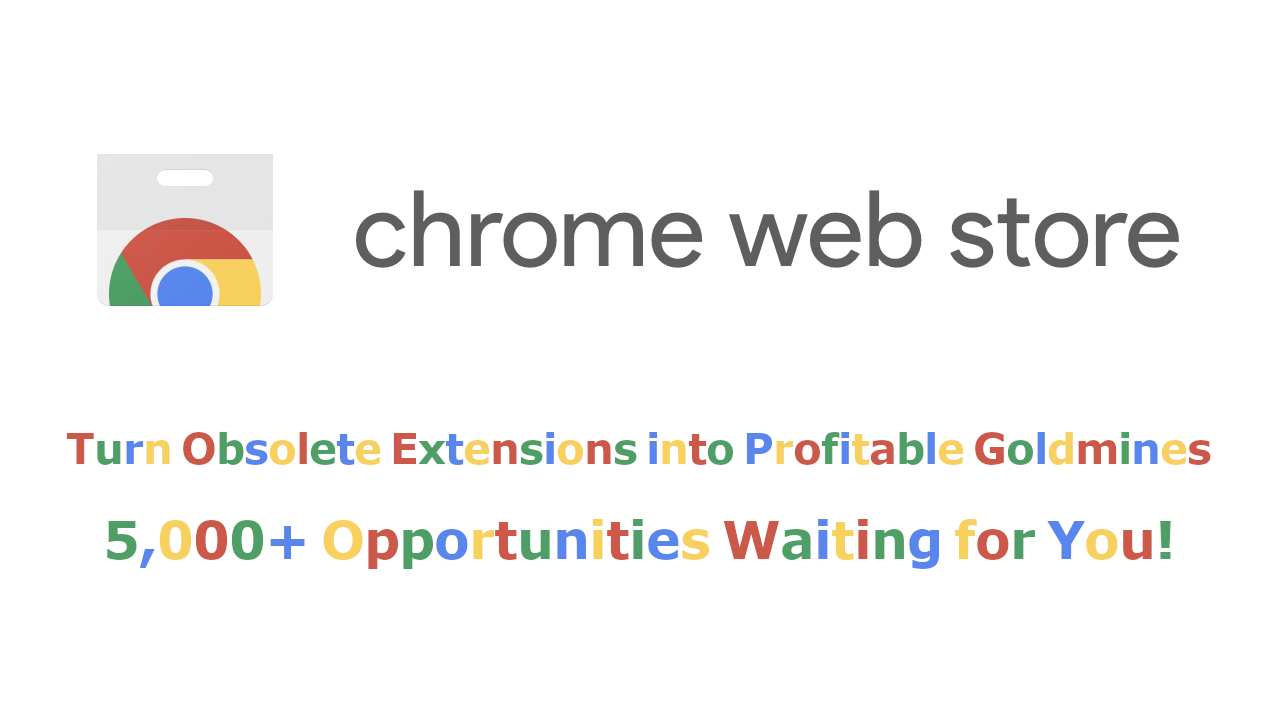 chrome web store
Turn Obsolete Extensions into Profitable Goldmines
5,000+ Opportunities Waiting for You!